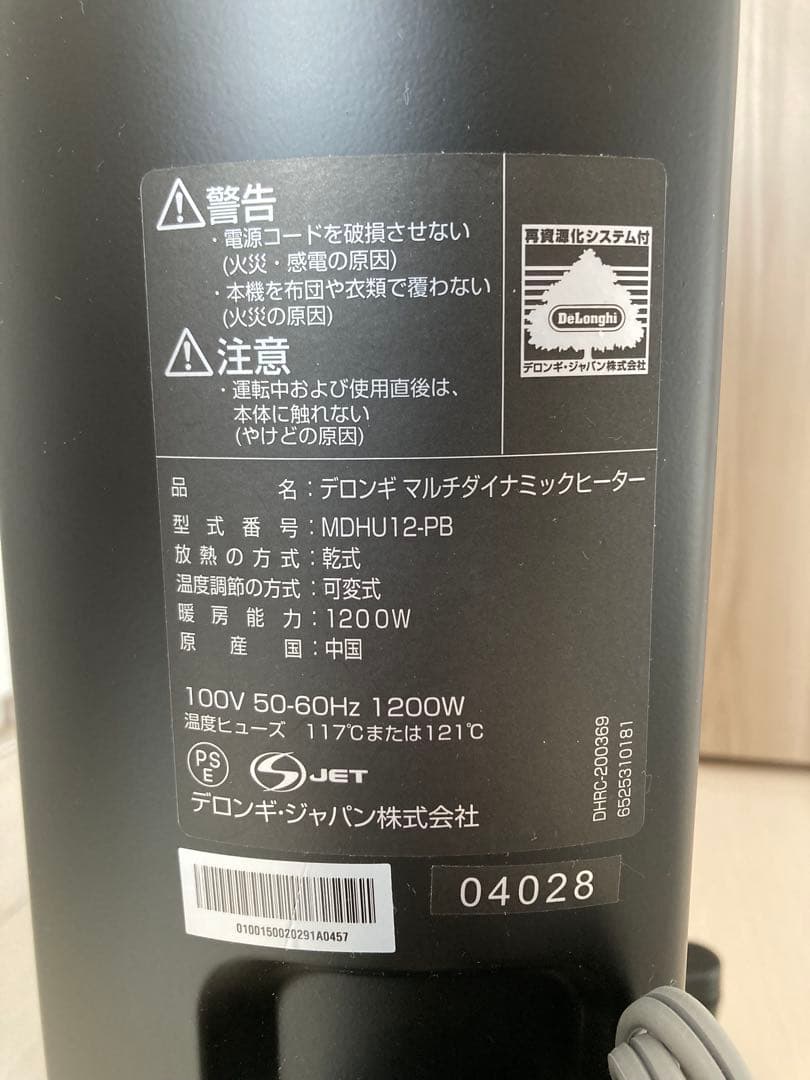 警告
・電源コードを破損させない
(火災・感電の原因)
・本機を布団や衣類で覆わない
(火災の原因)
注意
・運転中および使用直後は、
本体に触れない
(やけどの原因)
再資源化システム付
DeLonghi
デロンギ・ジャパン株式会社
品名：デロンギ マルチダイナミックヒーター
型式番号：MDHU12-PB
放熱の方式：乾式
温度調節の方式：可変式
暖房能力：1200W
原産国：中国
100V 50-60Hz 1200W
温度ヒューズ 117℃または121℃
PS
E
S JET
デロンギ・ジャパン株式会社
DHRC-200369
6525310181
0100150020291A0457
04028